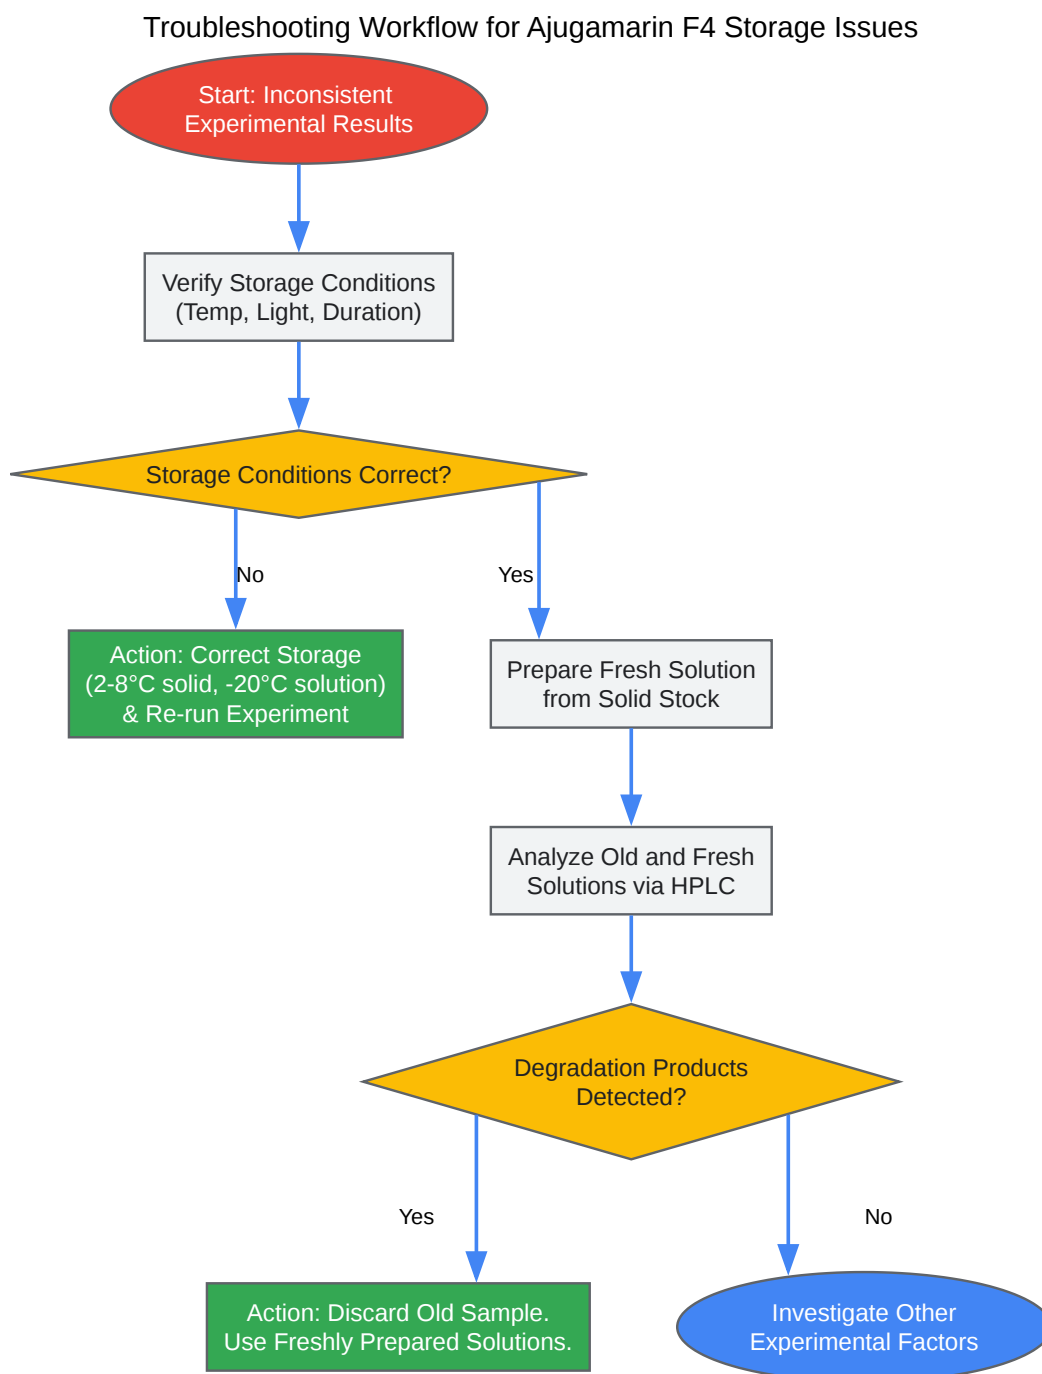 Troubleshooting Workflow for Ajugamarin F4 Storage Issues
Start: Inconsistent
Experimental Results
Verify Storage Conditions
(Temp, Light, Duration)
Storage Conditions Correct?
No
Yes
Action: Correct Storage
(2-8°C solid, -20°C solution)
& Re-run Experiment
Prepare Fresh Solution
from Solid Stock
Analyze Old and Fresh
Solutions via HPLC
Degradation Products
Detected?
Yes
No
Action: Discard Old Sample.
Use Freshly Prepared Solutions.
Investigate Other
Experimental Factors